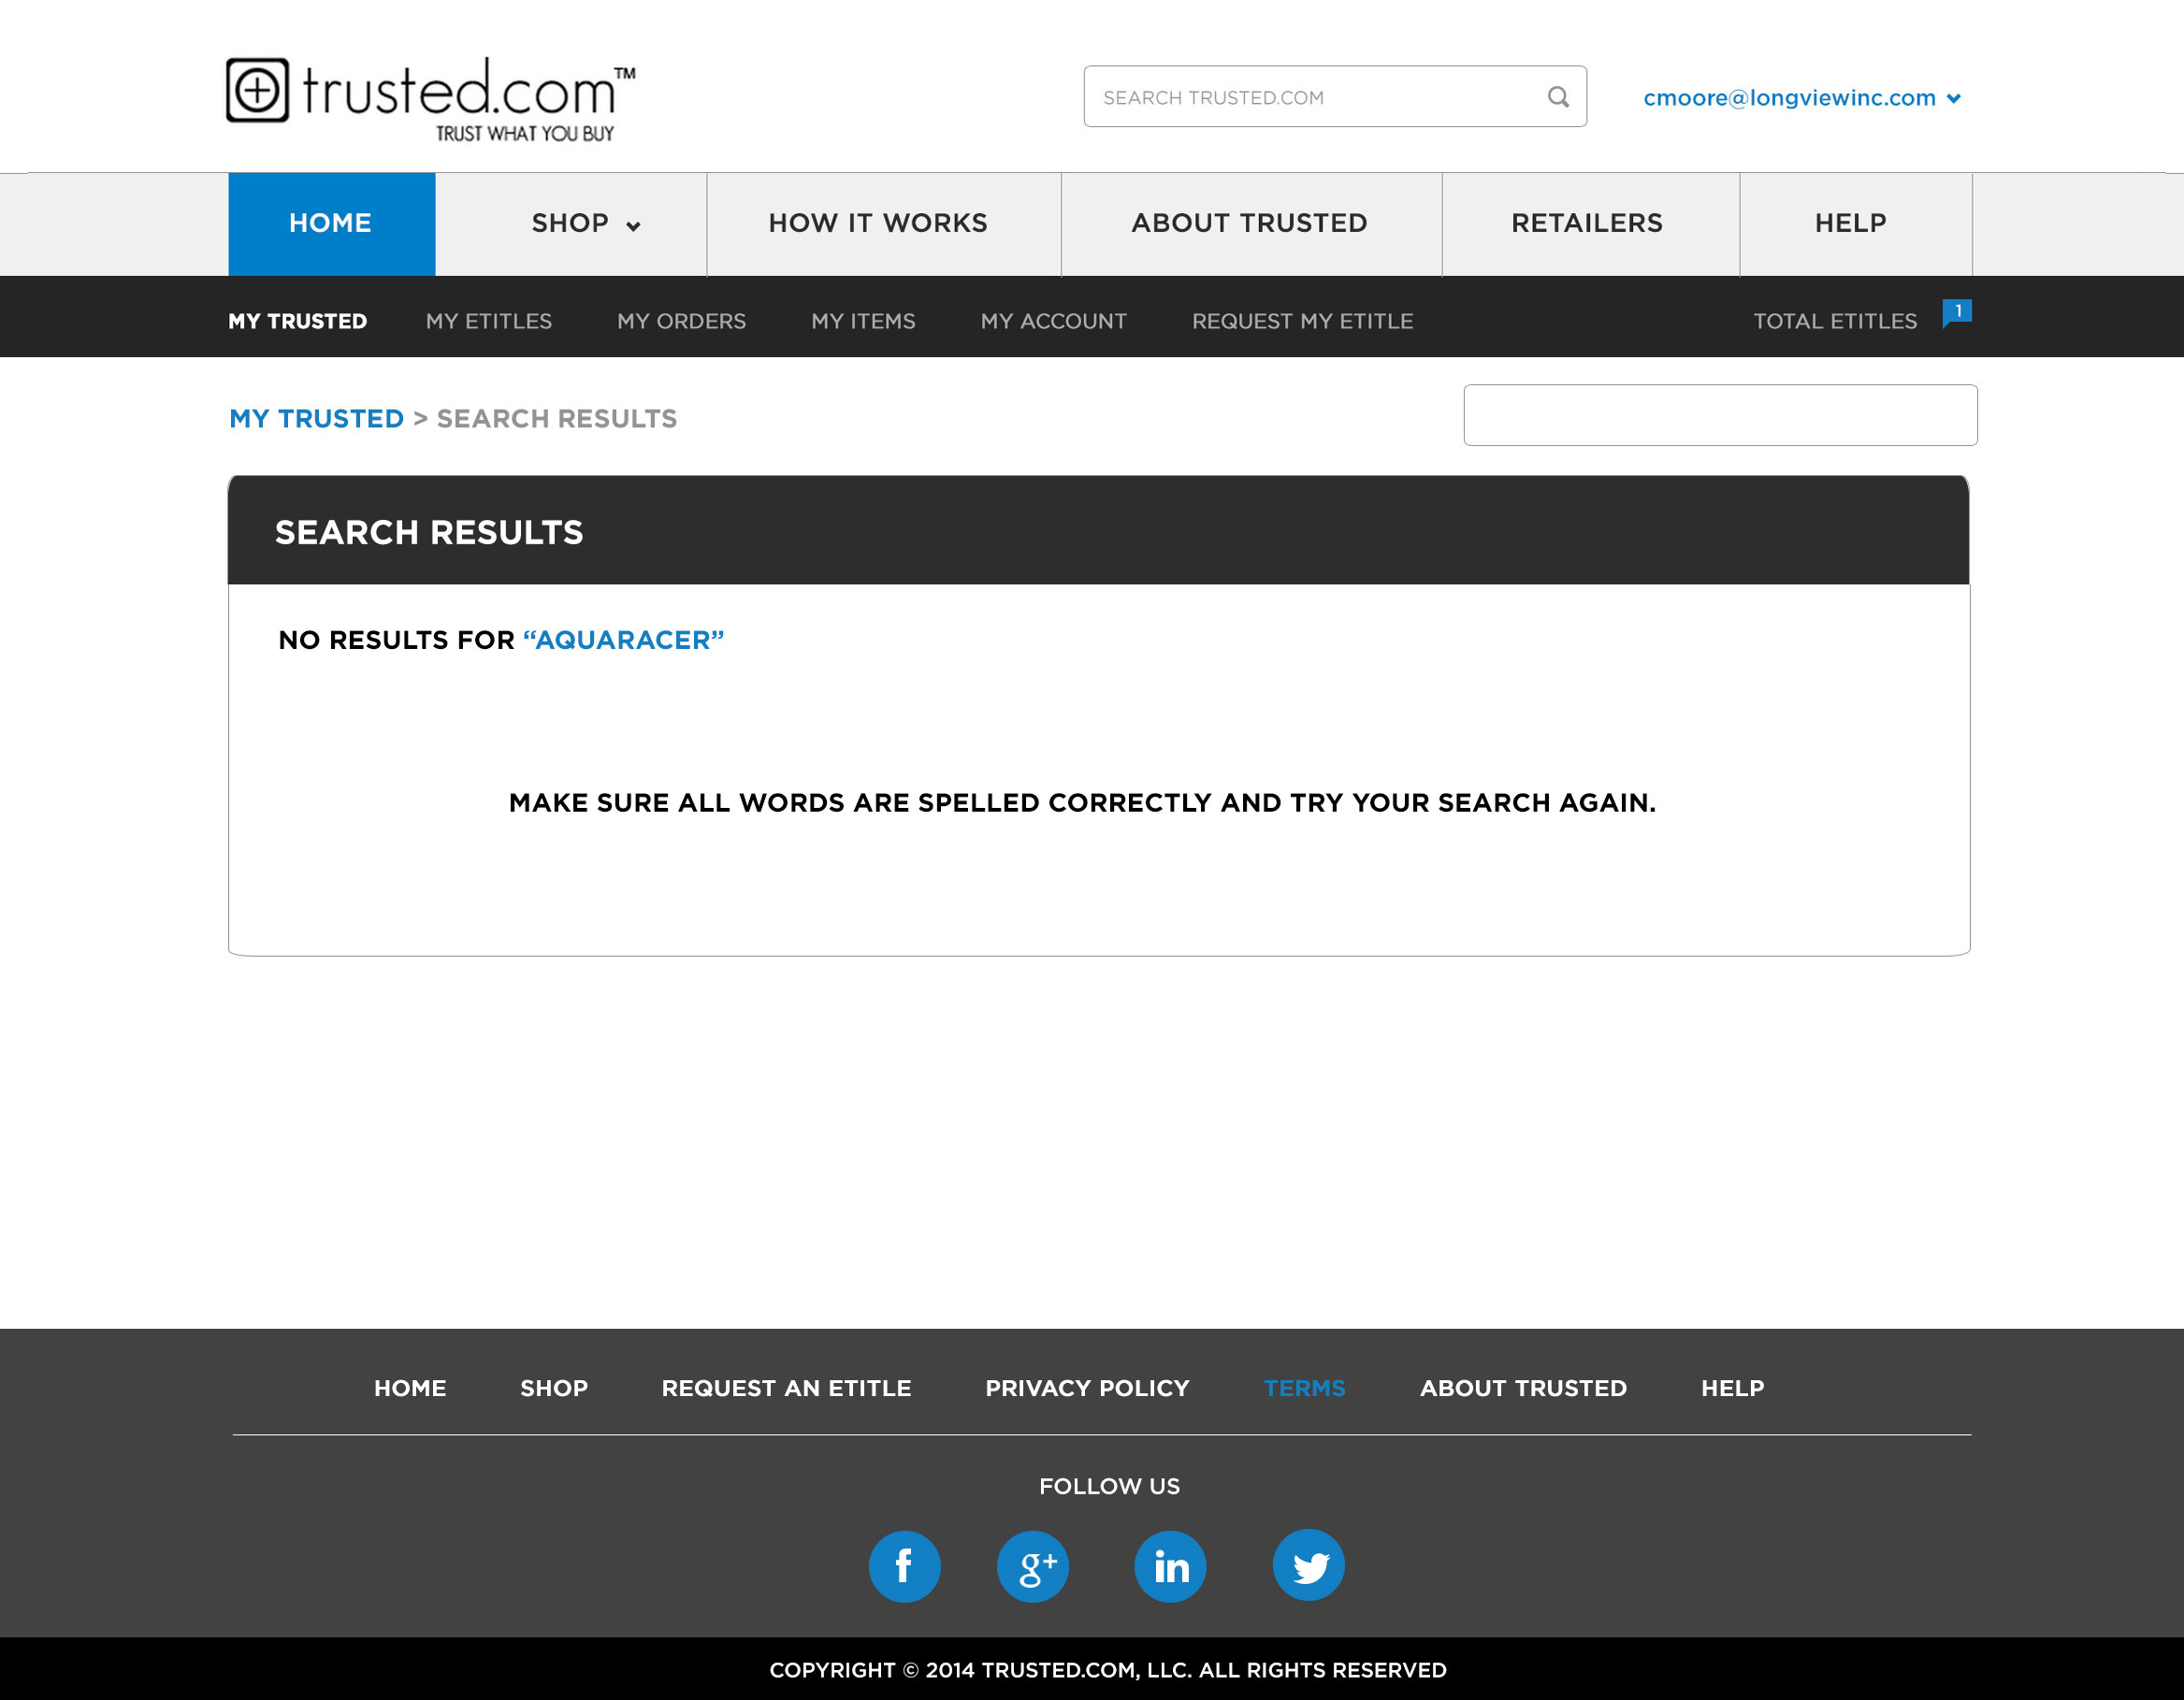 trusted.com™
TRUST WHAT YOU BUY
SEARCH TRUSTED.COM
cmoore@longviewinc.com
HOME SHOP HOW IT WORKS ABOUT TRUSTED RETAILERS HELP
MY TRUSTED MY ETITLES MY ORDERS MY ITEMS MY ACCOUNT REQUEST MY ETITLE TOTAL ETITLES 1
MY TRUSTED > SEARCH RESULTS
SEARCH RESULTS
NO RESULTS FOR “AQUARACER”
MAKE SURE ALL WORDS ARE SPELLED CORRECTLY AND TRY YOUR SEARCH AGAIN.
HOME SHOP REQUEST AN ETITLE PRIVACY POLICY TERMS ABOUT TRUSTED HELP
FOLLOW US
f g+ in
COPYRIGHT © 2014 TRUSTED.COM, LLC. ALL RIGHTS RESERVED